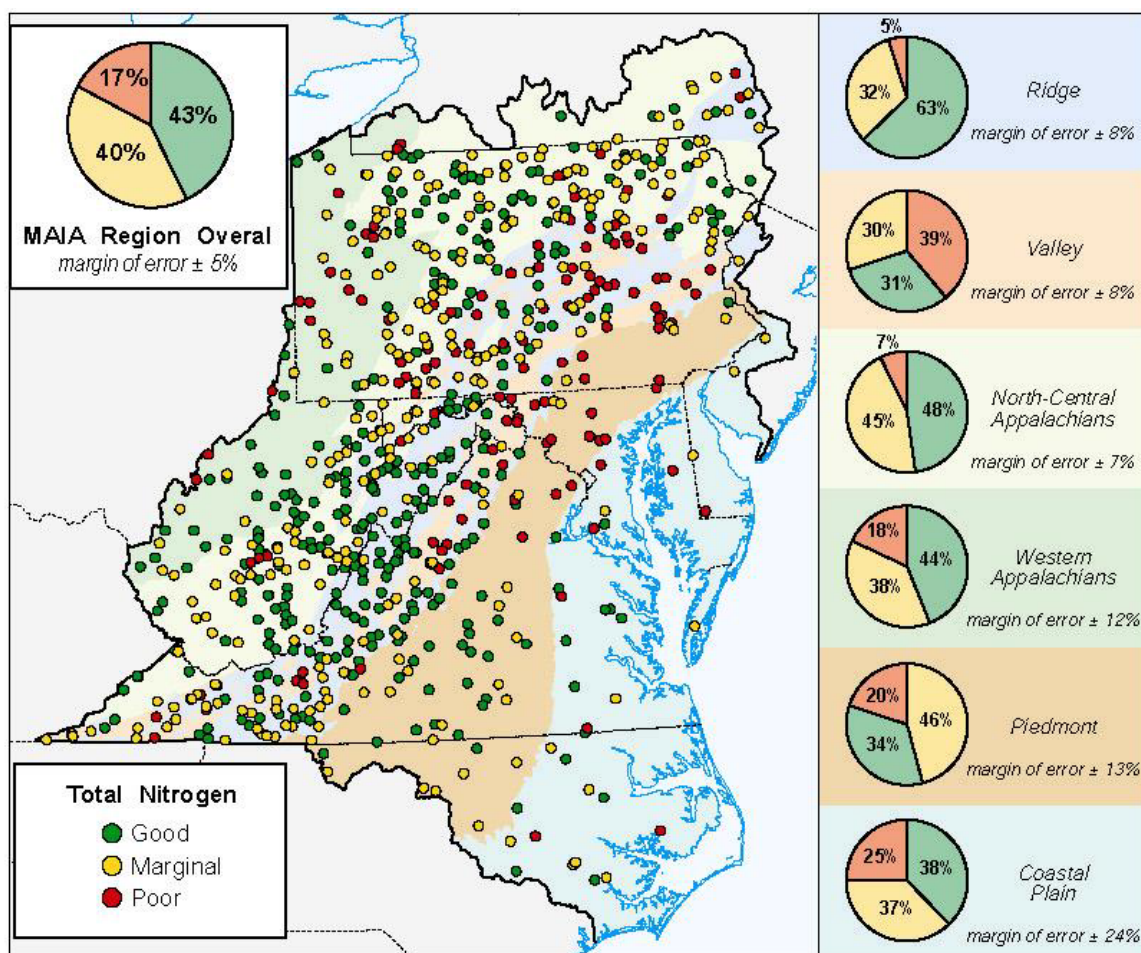 17%
43%
40%
MAIA Region Overal
margin of error ± 5%
Total Nitrogen
Good
Marginal
Poor
5%
32%
63%
Ridge
margin of error ± 8%
30%
39%
31%
Valley
margin of error ± 8%
7%
45%
48%
North-Central
Appalachians
margin of error ± 7%
18%
44%
38%
Western
Appalachians
margin of error ± 12%
20%
46%
34%
Piedmont
margin of error ± 13%
25%
38%
37%
Coastal
Plain
margin of error ± 24%